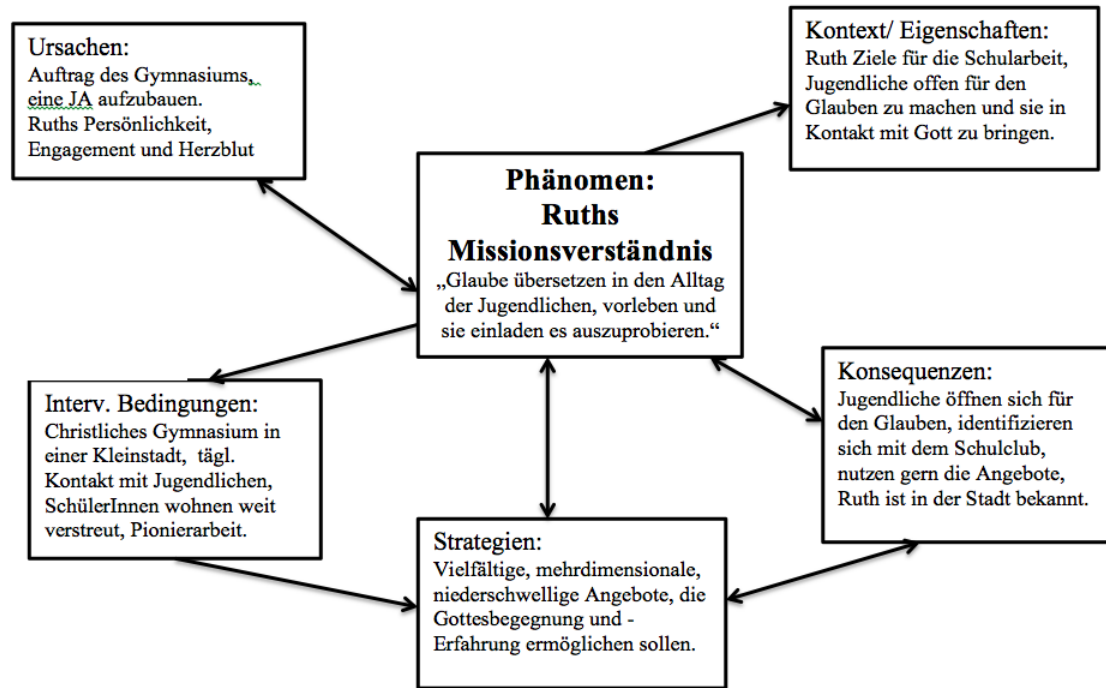 Ursachen:
Auftrag des Gymnasiums,
eine JA aufzubauen.
Ruths Persönlichkeit,
Engagement und Herzblut
Kontext/ Eigenschaften:
Ruth Ziele für die Schularbeit,
Jugendliche offen für den
Glauben zu machen und sie in
Kontakt mit Gott zu bringen.
Phänomen:
Ruths
Missionsverständnis
„Glaube übersetzen in den Alltag
der Jugendlichen, vorleben und
sie einladen es auszuprobieren.“
Interv. Bedingungen:
Christliches Gymnasium in
einer Kleinstadt, tägl.
Kontakt mit Jugendlichen,
SchülerInnen wohnen weit
verstreut, Pionierarbeit.
Konsequenzen:
Jugendliche öffnen sich für
den Glauben, identifizieren
sich mit dem Schulclub,
nutzen gern die Angebote,
Ruth ist in der Stadt bekannt.
Strategien:
Vielfältige, mehrdimensionale,
niederschwellige Angebote, die
Gottesbegegnung und -
Erfahrung ermöglichen sollen.